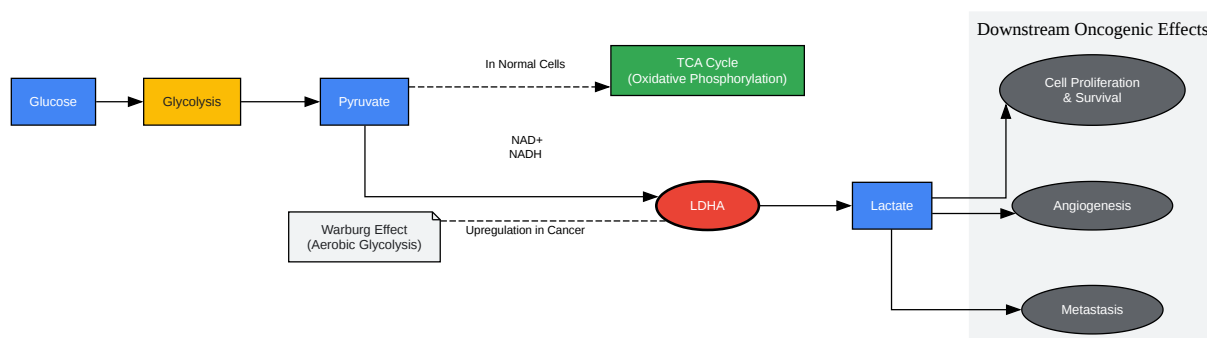 Downstream Oncogenic Effects
Glucose
Glycolysis
Pyruvate
In Normal Cells
TCA Cycle
(Oxidative Phosphorylation)
Cell Proliferation
& Survival
NAD+
NADH
LDHA
Lactate
Angiogenesis
Warburg Effect
(Aerobic Glycolysis)
Upregulation in Cancer
Metastasis